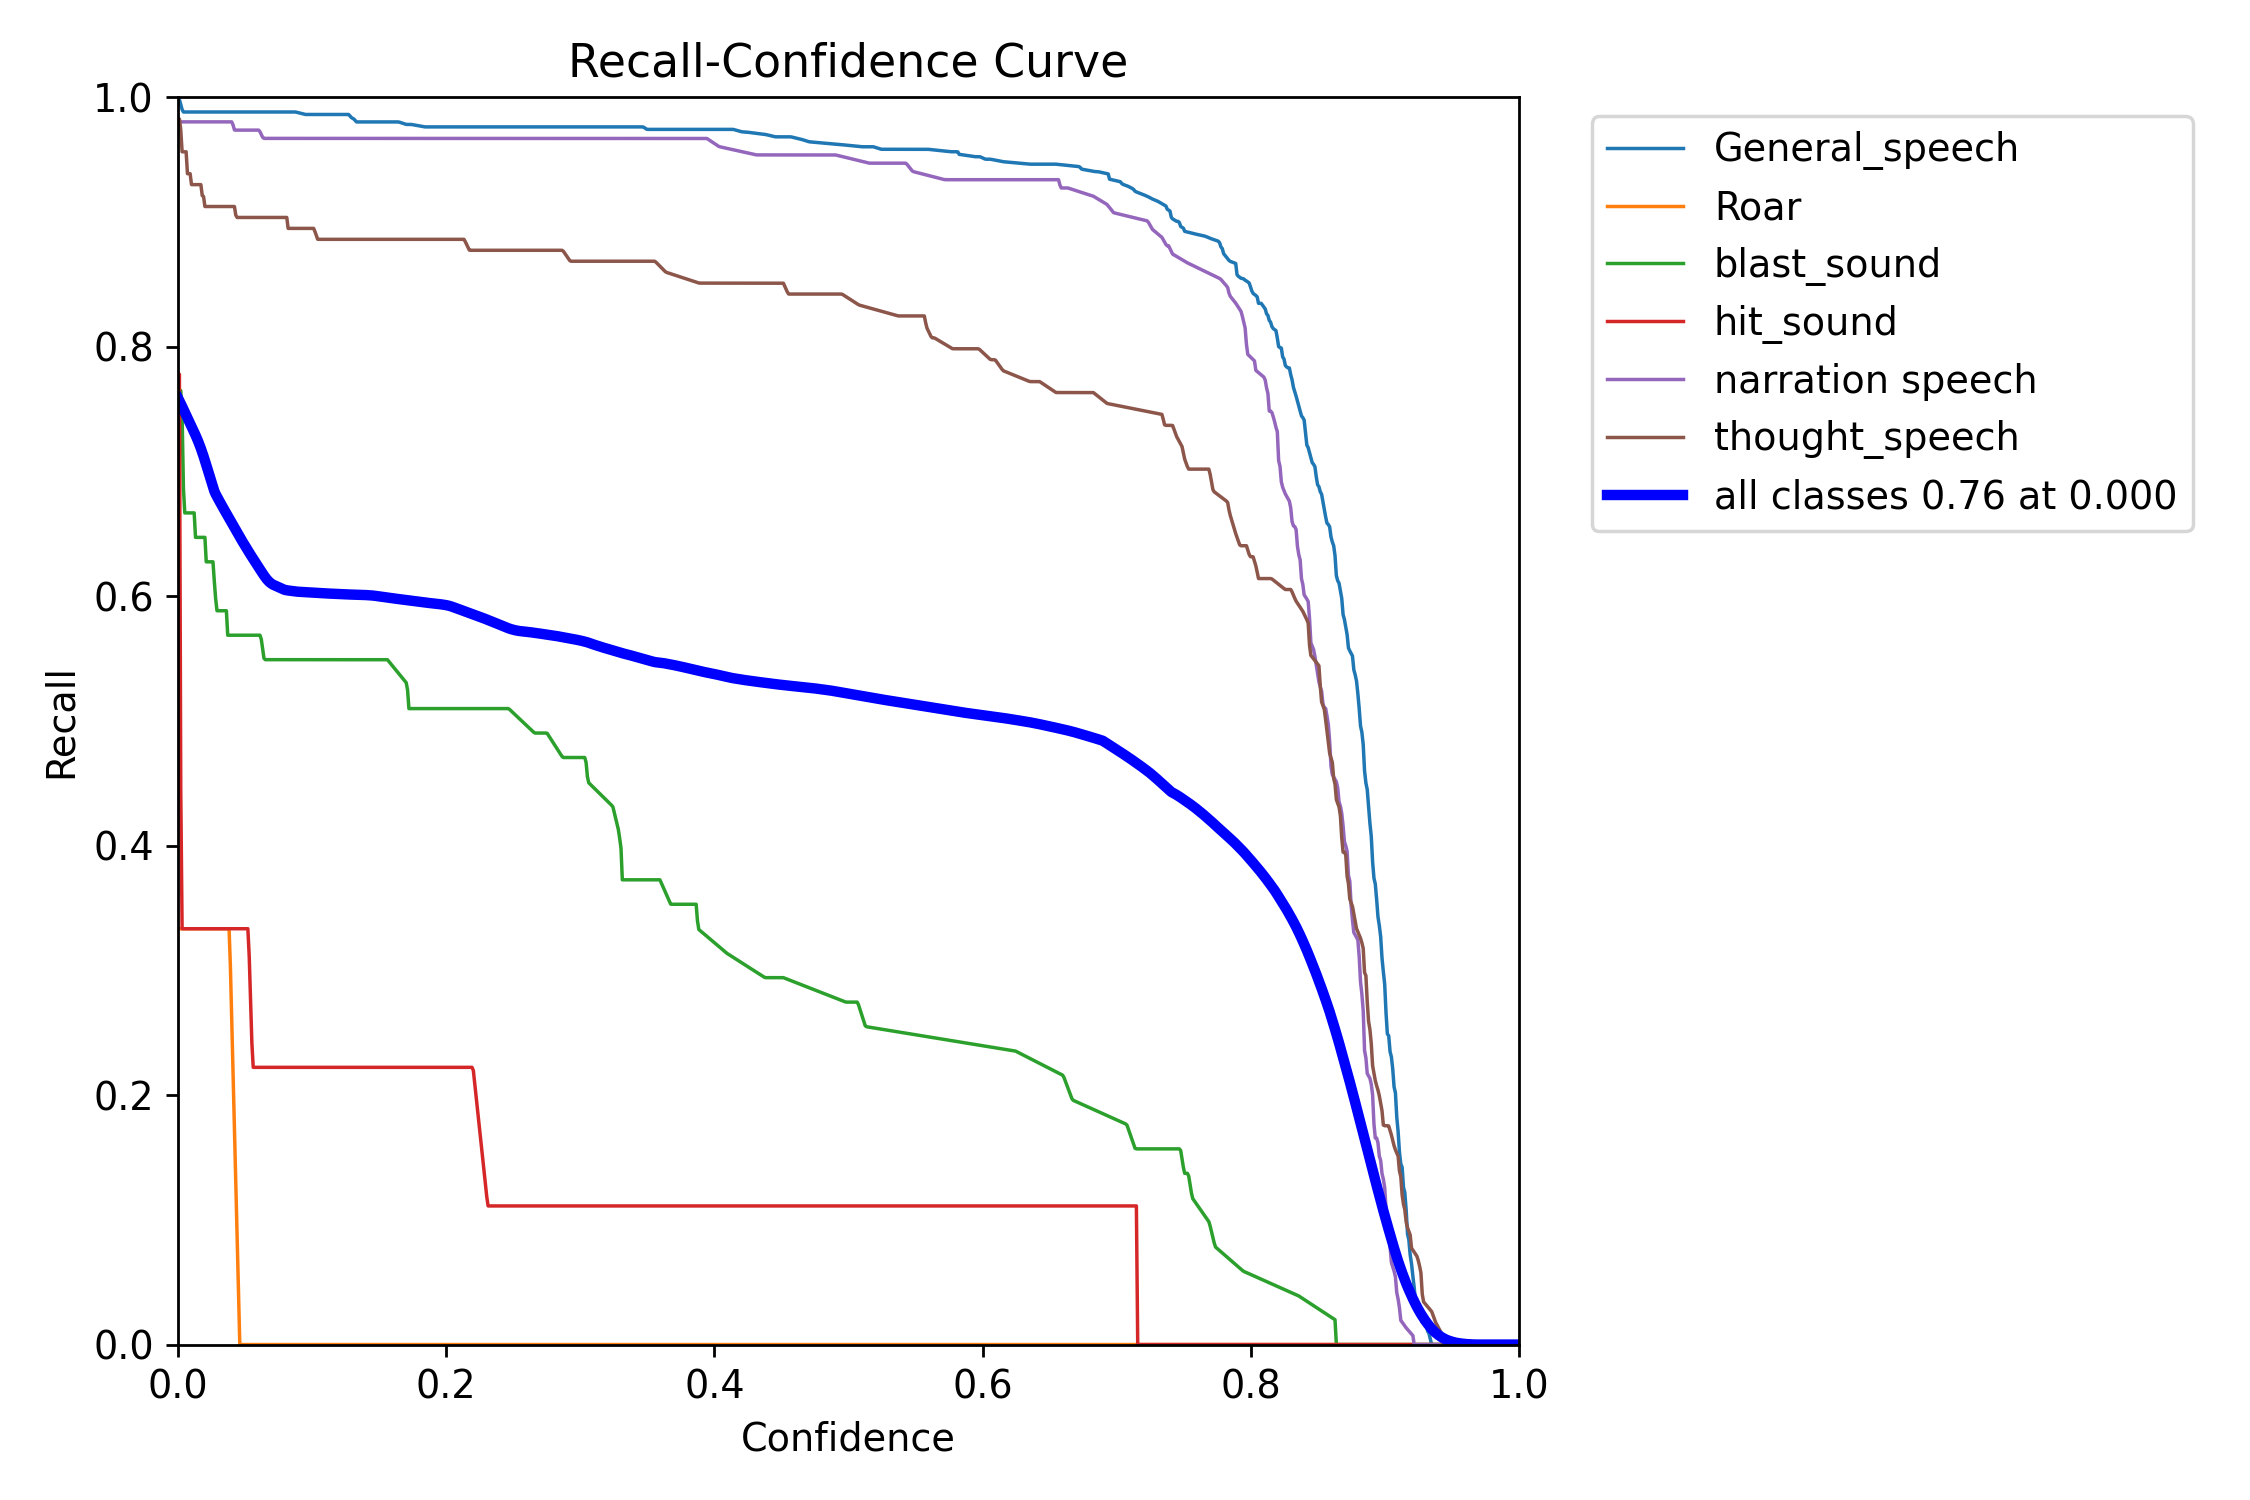 Recall-Confidence Curve
1.0
0.8
0.6
0.4
0.2
0.0
Recall
0.0 0.2 0.4 0.6 0.8 1.0
Confidence
General_speech
Roar
blast_sound
hit_sound
narration speech
thought_speech
all classes 0.76 at 0.000